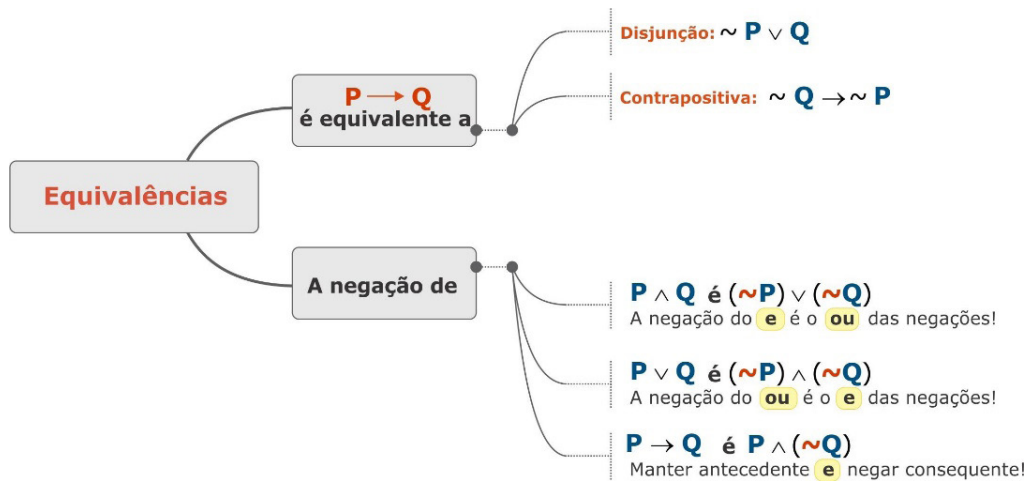 Equivalências
P → Q
é equivalente a
Disjunção: ~ P ∨ Q
Contrapositiva: ~ Q → ~ P
A negação de
P ∧ Q é (~P) ∨ (~Q)
A negação do e é o ou das negações!
P ∨ Q é (~P) ∧ (~Q)
A negação do ou é o e das negações!
P → Q é P ∧ (~Q)
Manter antecedente e negar consequente!